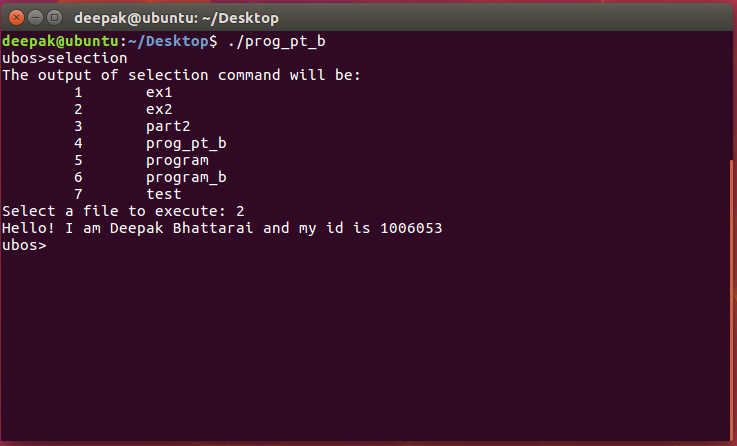 deepak@ubuntu: ~/Desktop
deepak@ubuntu:~/Desktop$ ./prog_pt_b
ubos>selection
The output of selection command will be:
1 ex1
2 ex2
3 part2
4 prog_pt_b
5 program
6 program_b
7 test
Select a file to execute: 2
Hello! I am Deepak Bhattarai and my id is 1006053
ubos>